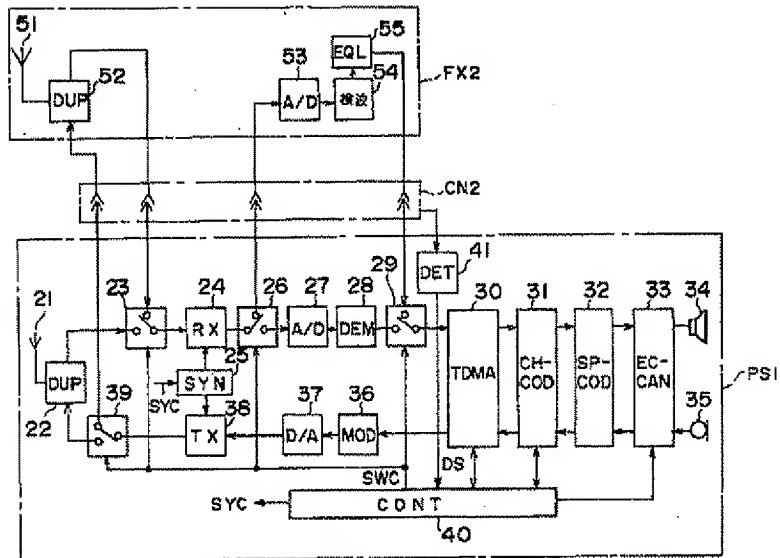 51
52
DUP
53
A/D
55
EQL
54
検波
FX2
CN2
41
DET
21
22
DUP
23
24
RX
25
SYN
SYC
26
27
A/D
28
DEM
29
30
TDMA
31
CH-COD
32
SP-COD
33
EC-CAN
34
35
PS1
39
38
TX
37
D/A
36
MOD
SWC
DS
SYC
CONT
40